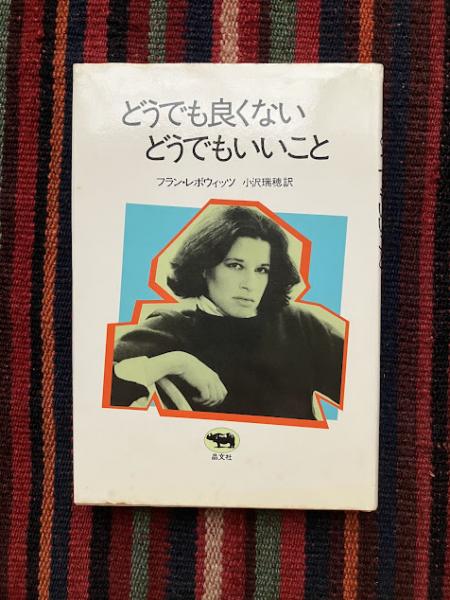 どうでも良くない
どうでもいいこと
フラン・レボウィッツ 小沢瑞穂訳
晶文社